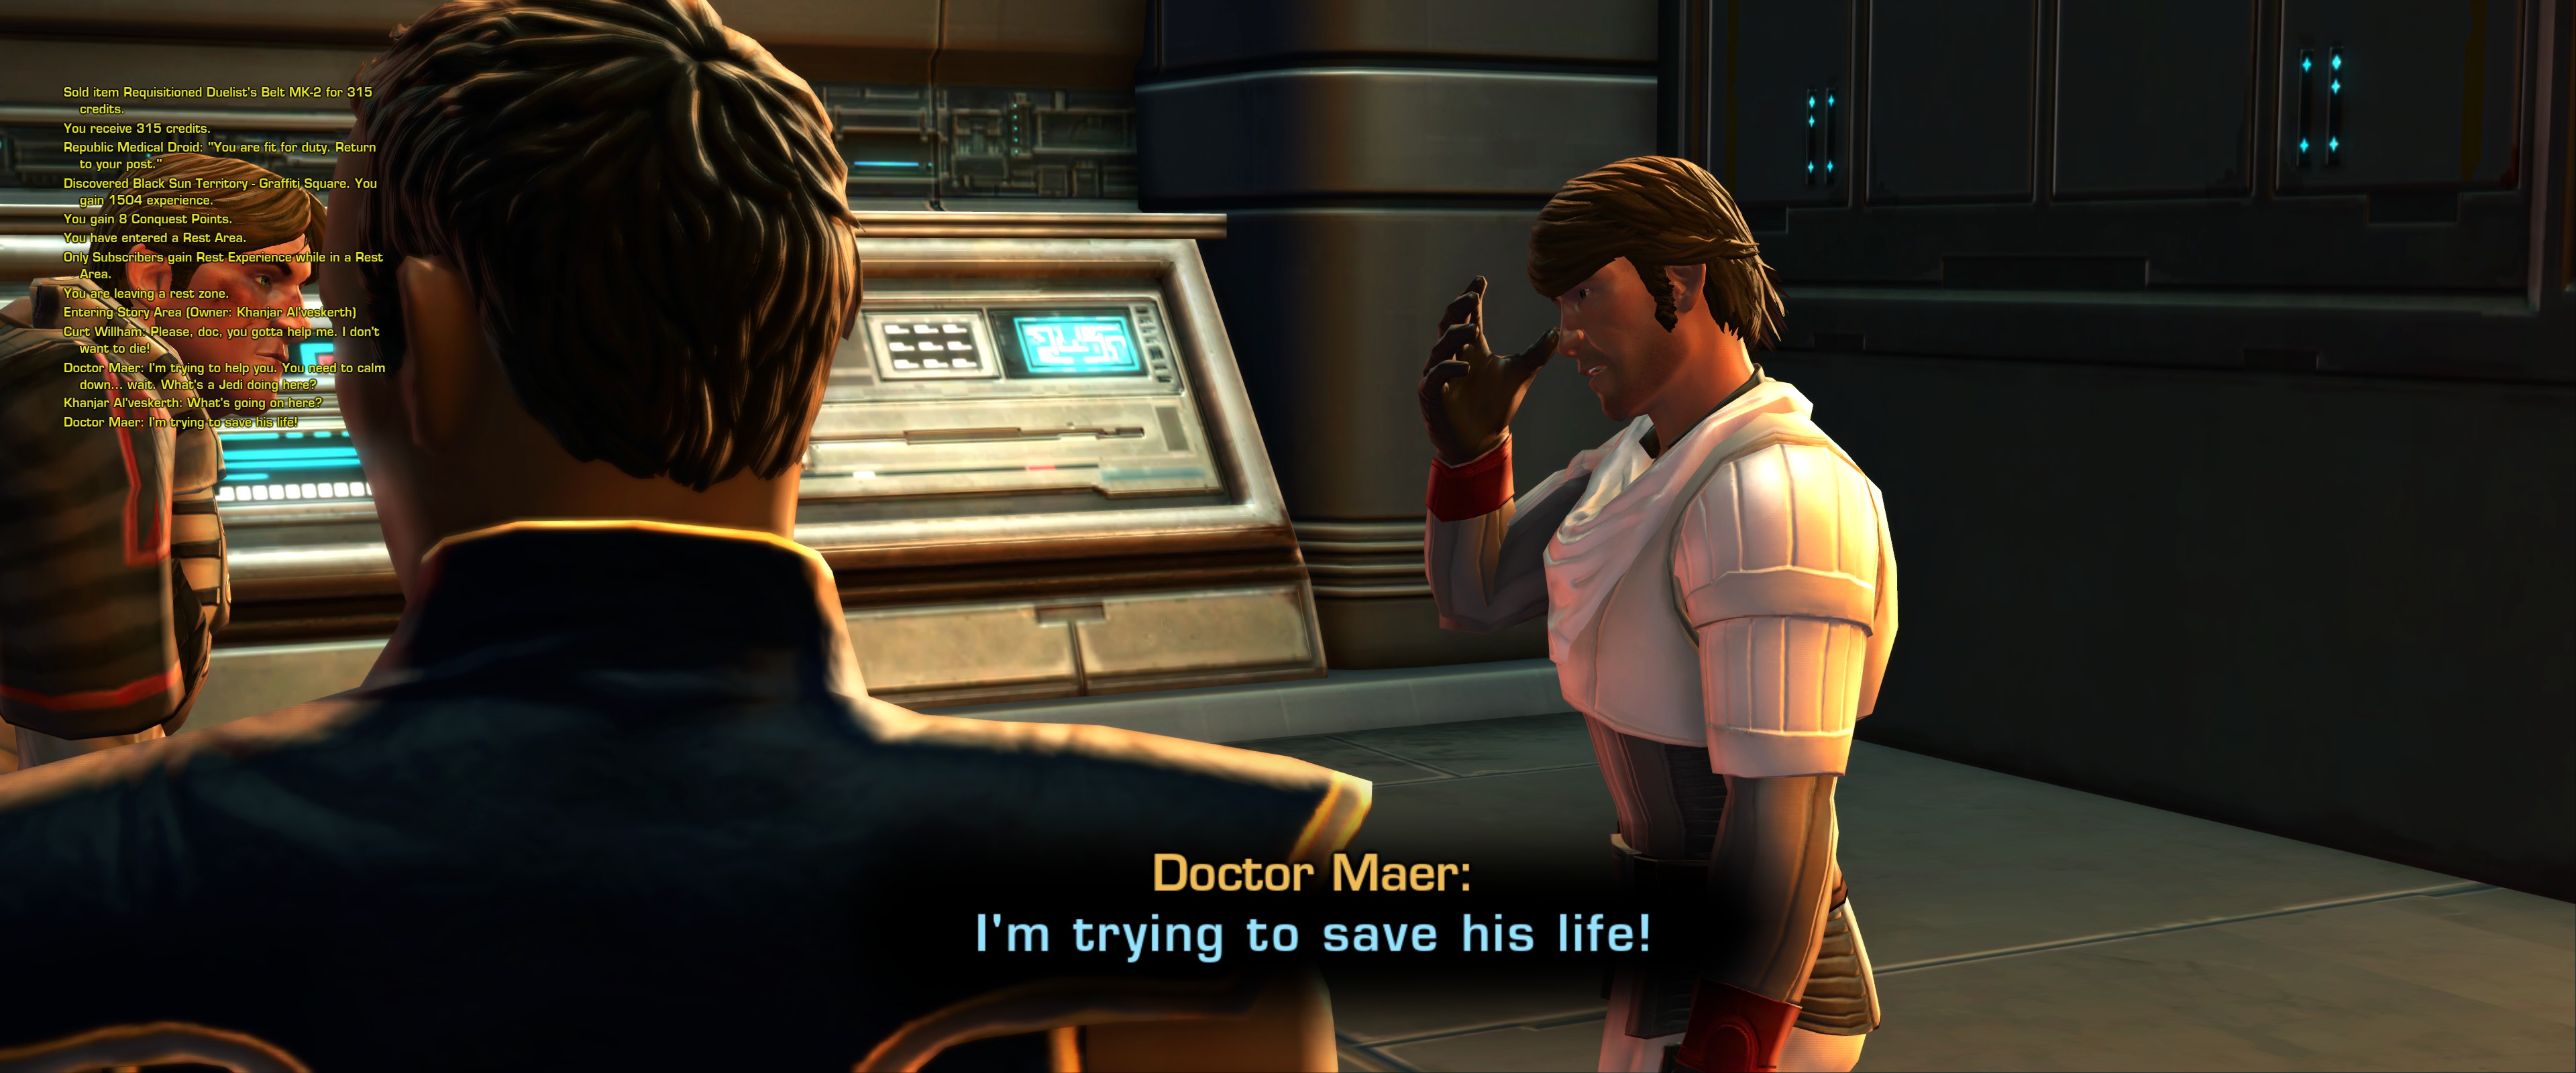 Sold item Requisitioned Duelist's Belt MK-2 for 315
credits.
You receive 315 credits.
Republic Medical Droid: "You are fit for duty. Return
to your post."
Discovered Black Sun Territory - Graffiti Square. You
gain 1504 experience.
You gain 8 Conquest Points.
You have entered a Rest Area.
Only Subscribers gain Rest Experience while in a Rest
Area.
You are leaving a rest zone.
Entering Story Area (Owner: Khanjar Al'veskerth)
Curt Willham: Please, doc, you gotta help me. I don't
want to die!
Doctor Maer: I'm trying to help you. You need to calm
down... wait. What's a Jedi doing here?
Khanjar Al'veskerth: What's going on here?
Doctor Maer: I'm trying to save his life!
Doctor Maer:
I'm trying to save his life!